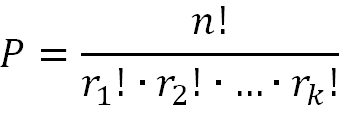 P = n! / (r₁! · r₂! · … · rₖ!)